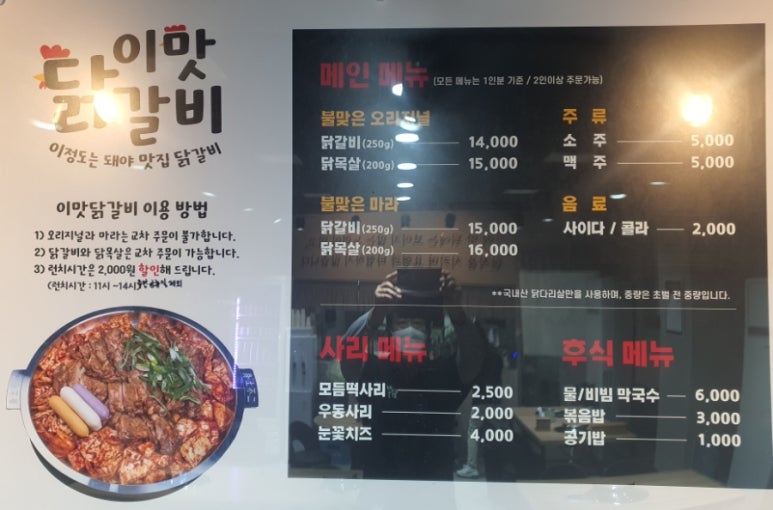 이맛
닭갈비
이정도는 돼야 맛집 닭갈비
이맛닭갈비 이용 방법
1) 오리지널과 마라는 교차 주문이 불가합니다.
2) 닭갈비와 닭목살은 교차 주문이 가능합니다.
3) 런치시간은 2,000원 할인해 드립니다.
(런치시간 : 11시 ~14시)
메인 메뉴 (모든 메뉴는 1인분 기준 / 2인이상 주문가능)
불맞은 오리지널
닭갈비(250g) 14,000
닭목살(200g) 15,000
불맞은 마라
닭갈비(250g) 15,000
닭목살(200g) 16,000
주류
소주 5,000
맥주 5,000
음료
사이다 / 콜라 2,000
**국내산 닭다리살만을 사용하며, 중량은 초벌 전 중량입니다.
사리 메뉴
모듬떡사리 2,500
우동사리 2,000
눈꽃치즈 4,000
후식 메뉴
물/비빔 막국수 6,000
볶음밥 3,000
공기밥 1,000